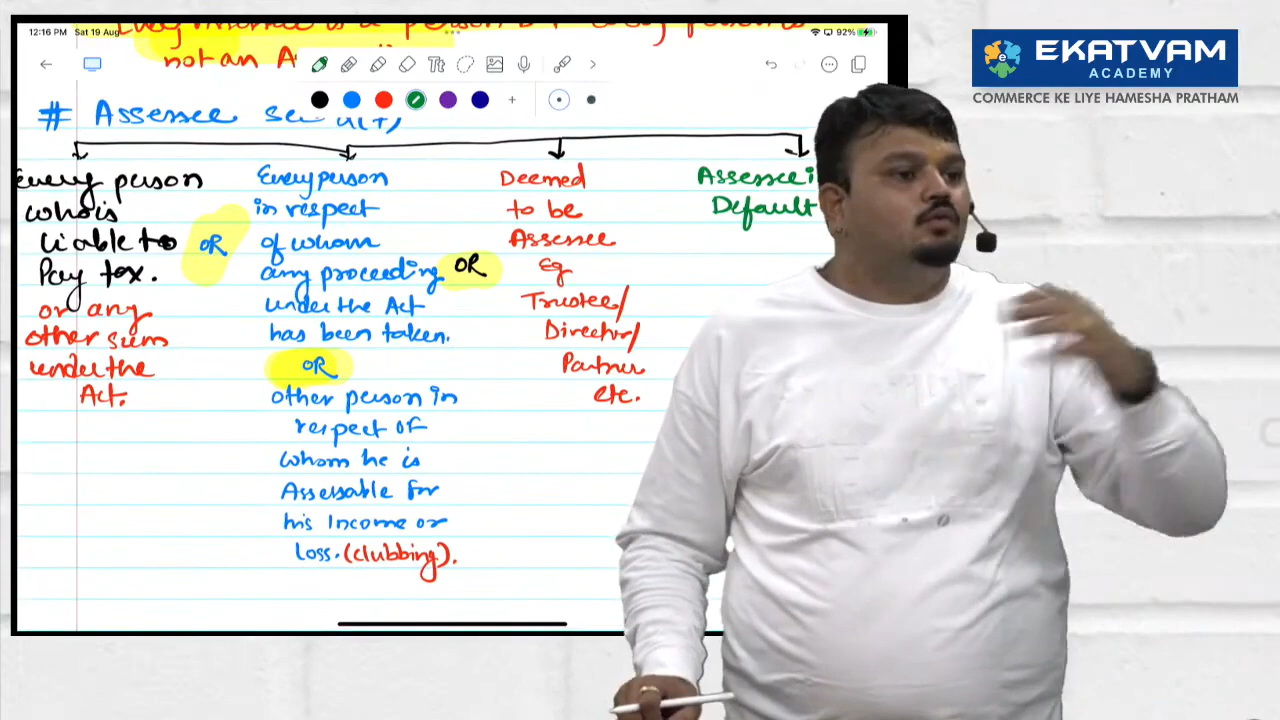 12:16 PM Sat 19 Aug
92%
not an A
EKATVAM
ACADEMY
COMMERCE KE LIYE HAMESHA PRATHAM
# Assessee
Every person
who is
liable to
Pay tax.
or any
other sum
under the
Act.
OR
Every person
in respect
of whom
any proceeding
under the Act
has been taken.
OR
other person in
respect of
whom he is
Assessable for
his Income or
loss. (clubbing).
OR
Deemed
to be
Assessee
Eg
Trustee/
Director/
Partner
etc.
Assessee i
Default